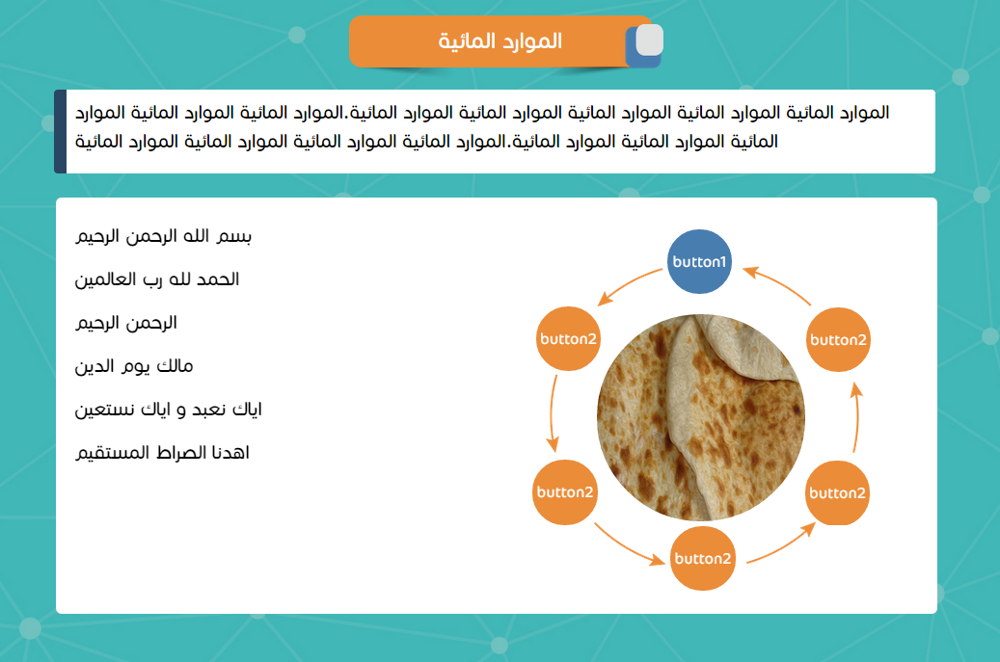 الموارد المائية
الموارد المائية الموارد المائية الموارد المائية الموارد المائية الموارد المائية.الموارد المائية الموارد المائية الموارد
المائية الموارد المائية الموارد المائية.الموارد المائية الموارد المائية الموارد المائية الموارد المائية الموارد المائية
بسم الله الرحمن الرحيم
الحمد لله رب العالمين
الرحمن الرحيم
مالك يوم الدين
اياك نعبد و اياك نستعين
اهدنا الصراط المستقيم
button1
button2
button2
button2
button2
button2